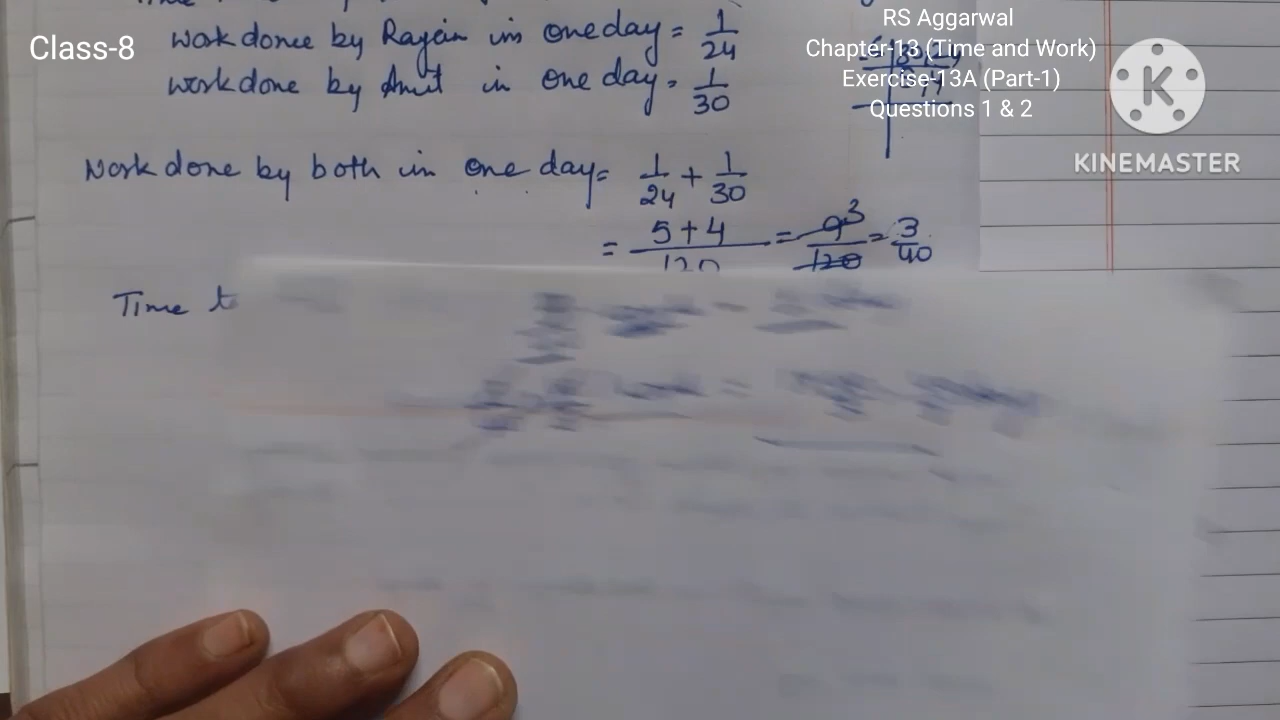 Class-8
RS Aggarwal
Chapter-13 (Time and Work)
Exercise-13A (Part-1)
Questions 1 & 2
KINEMASTER
work done by Rajan in one day = 1/24
work done by Amit in one day = 1/30
Work done by both in one day = 1/24 + 1/30
= 5+4/120 = 9 3/120 = 3/40
Time t